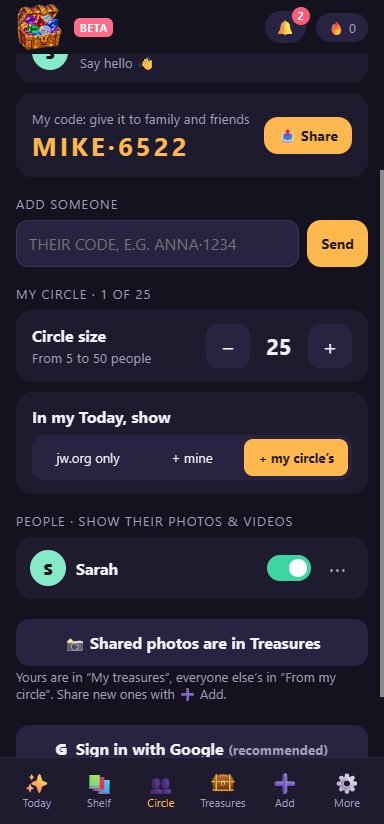 BETA
2
0
S
Say hello
My code: give it to family and friends
MIKE·6522
Share
ADD SOMEONE
THEIR CODE, E.G. ANNA·1234
Send
MY CIRCLE · 1 OF 25
Circle size
From 5 to 50 people
− 25 +
In my Today, show
jw.org only + mine + my circle's
PEOPLE · SHOW THEIR PHOTOS & VIDEOS
S Sarah ···
Shared photos are in Treasures
Yours are in “My treasures”, everyone else’s in “From my
circle”. Share new ones with ➕ Add.
G Sign in with Google (recommended)
Today Shelf Circle Treasures Add More